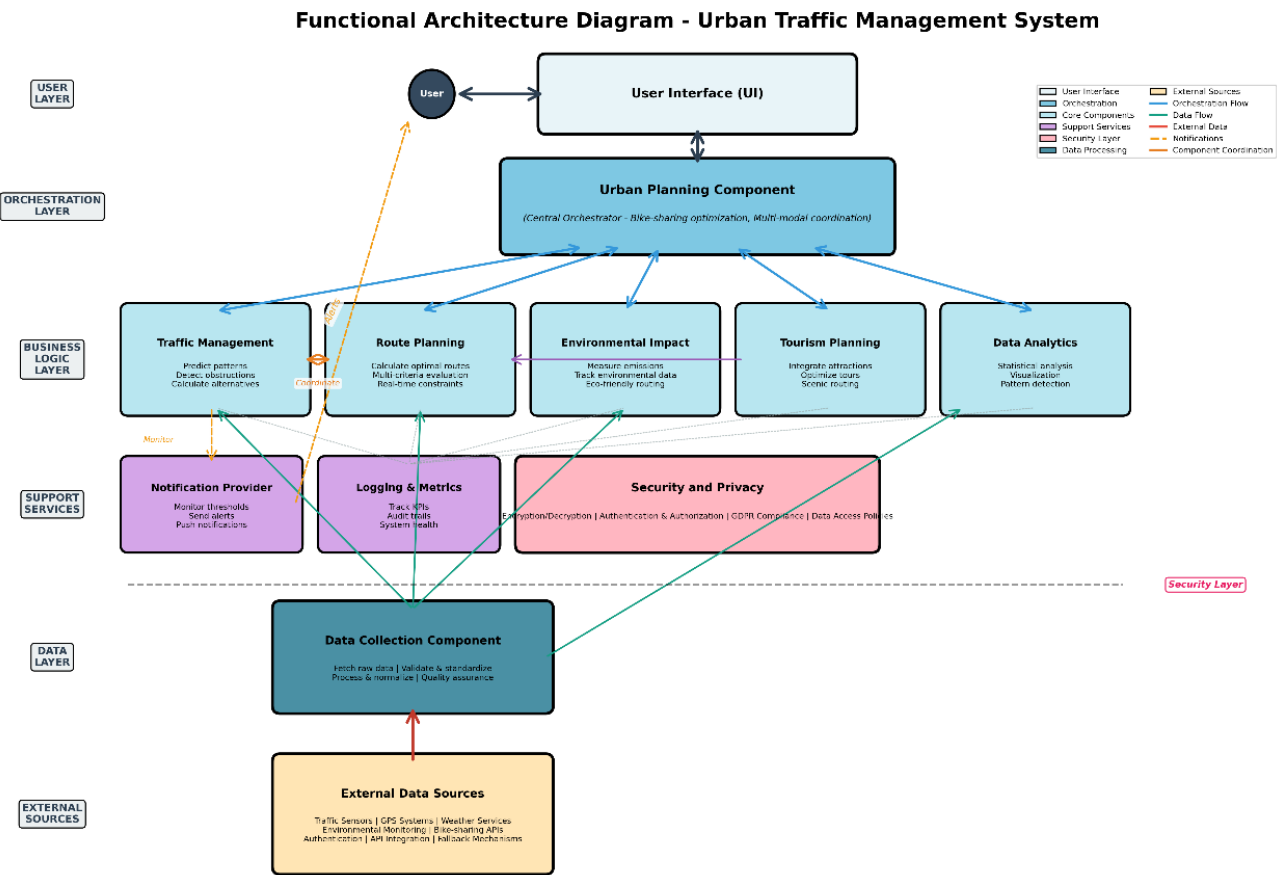 Functional Architecture Diagram - Urban Traffic Management System
USER
LAYER
User
User Interface (UI)
User Interface
Orchestration
Core Components
Support Services
Security Layer
Data Processing
External Sources
Orchestration Flow
Data Flow
External Data
Notifications
Component Coordination
ORCHESTRATION
LAYER
Urban Planning Component
(Central Orchestrator - Bike-sharing optimization, Multi-modal coordination)
Alerts
BUSINESS
LOGIC
LAYER
Traffic Management
Predict patterns
Detect obstructions
Calculate alternatives
Coordinate
Route Planning
Calculate optimal routes
Multi-criteria evaluation
Real-time constraints
Environmental Impact
Measure emissions
Track environmental data
Eco-friendly routing
Tourism Planning
Integrate attractions
Optimize tours
Scenic routing
Data Analytics
Statistical analysis
Visualization
Pattern detection
Monitor
SUPPORT
SERVICES
Notification Provider
Monitor thresholds
Send alerts
Push notifications
Logging & Metrics
Track KPIs
Audit trails
System health
Security and Privacy
Encryption/Decryption | Authentication & Authorization | GDPR Compliance | Data Access Policies
Security Layer
DATA
LAYER
Data Collection Component
Fetch raw data | Validate & standardize
Process & normalize | Quality assurance
EXTERNAL
SOURCES
External Data Sources
Traffic Sensors | GPS Systems | Weather Services
Environmental Monitoring | Bike-sharing APIs
Authentication | API Integration | Fallback Mechanisms